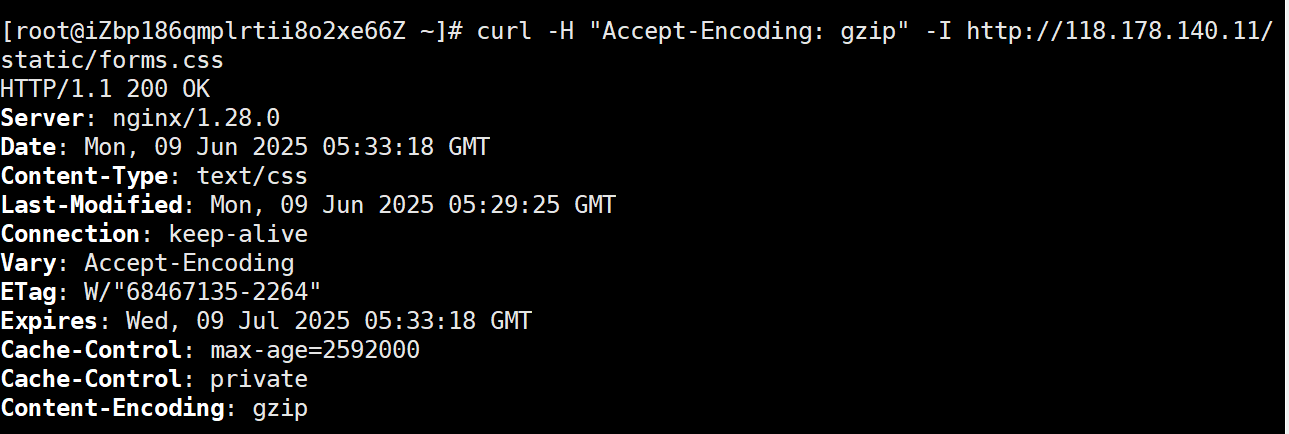 [root@iZbp186qmplrtii8o2xe66Z ~]# curl -H "Accept-Encoding: gzip" -I http://118.178.140.11/
static/forms.css
HTTP/1.1 200 OK
Server: nginx/1.28.0
Date: Mon, 09 Jun 2025 05:33:18 GMT
Content-Type: text/css
Last-Modified: Mon, 09 Jun 2025 05:29:25 GMT
Connection: keep-alive
Vary: Accept-Encoding
ETag: W/"68467135-2264"
Expires: Wed, 09 Jul 2025 05:33:18 GMT
Cache-Control: max-age=2592000
Cache-Control: private
Content-Encoding: gzip